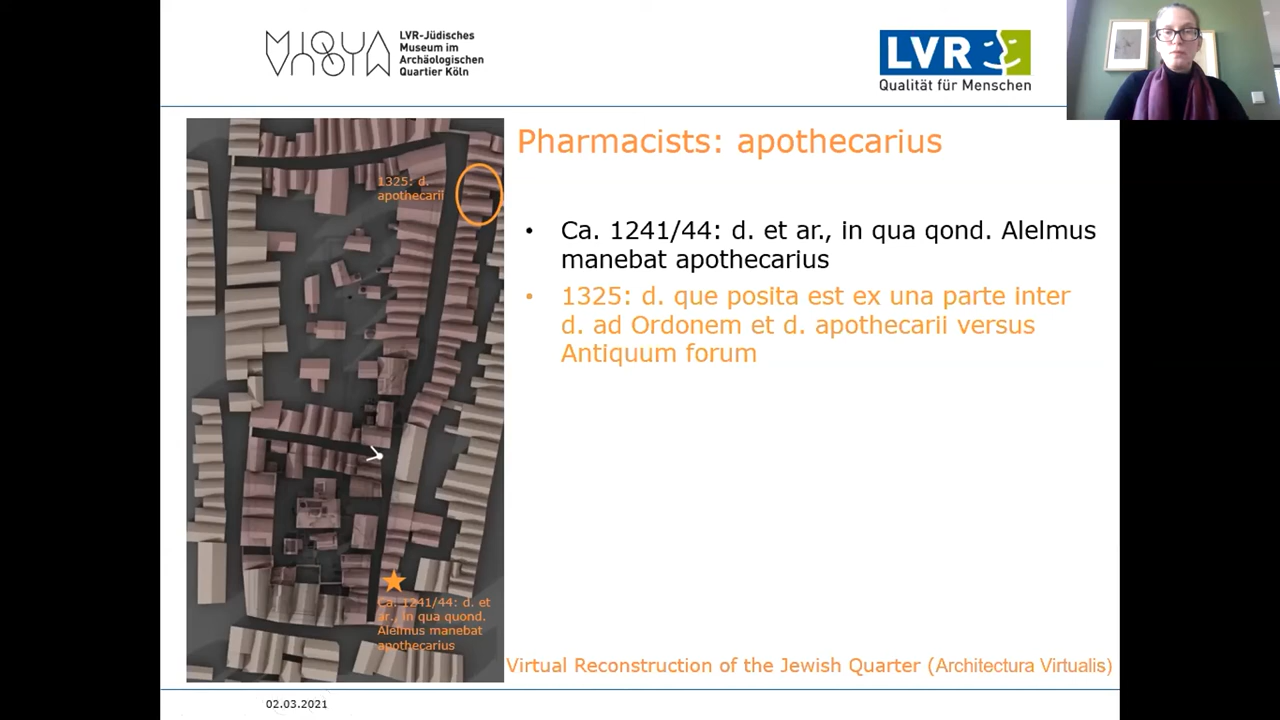 MIQUA
LVR-Jüdisches
Museum im
Archäologischen
Quartier Köln
LVR
Qualität für Menschen
Pharmacists: apothecarius
1325: d.
apothecarii
• Ca. 1241/44: d. et ar., in qua qond. Alelmus
manebat apothecarius
• 1325: d. que posita est ex una parte inter
d. ad Ordonem et d. apothecarii versus
Antiquum forum
Ca. 1241/44: d. et
ar., in qua quond.
Alelmus manebat
apothecarius
Virtual Reconstruction of the Jewish Quarter (Architectura Virtualis)
02.03.2021